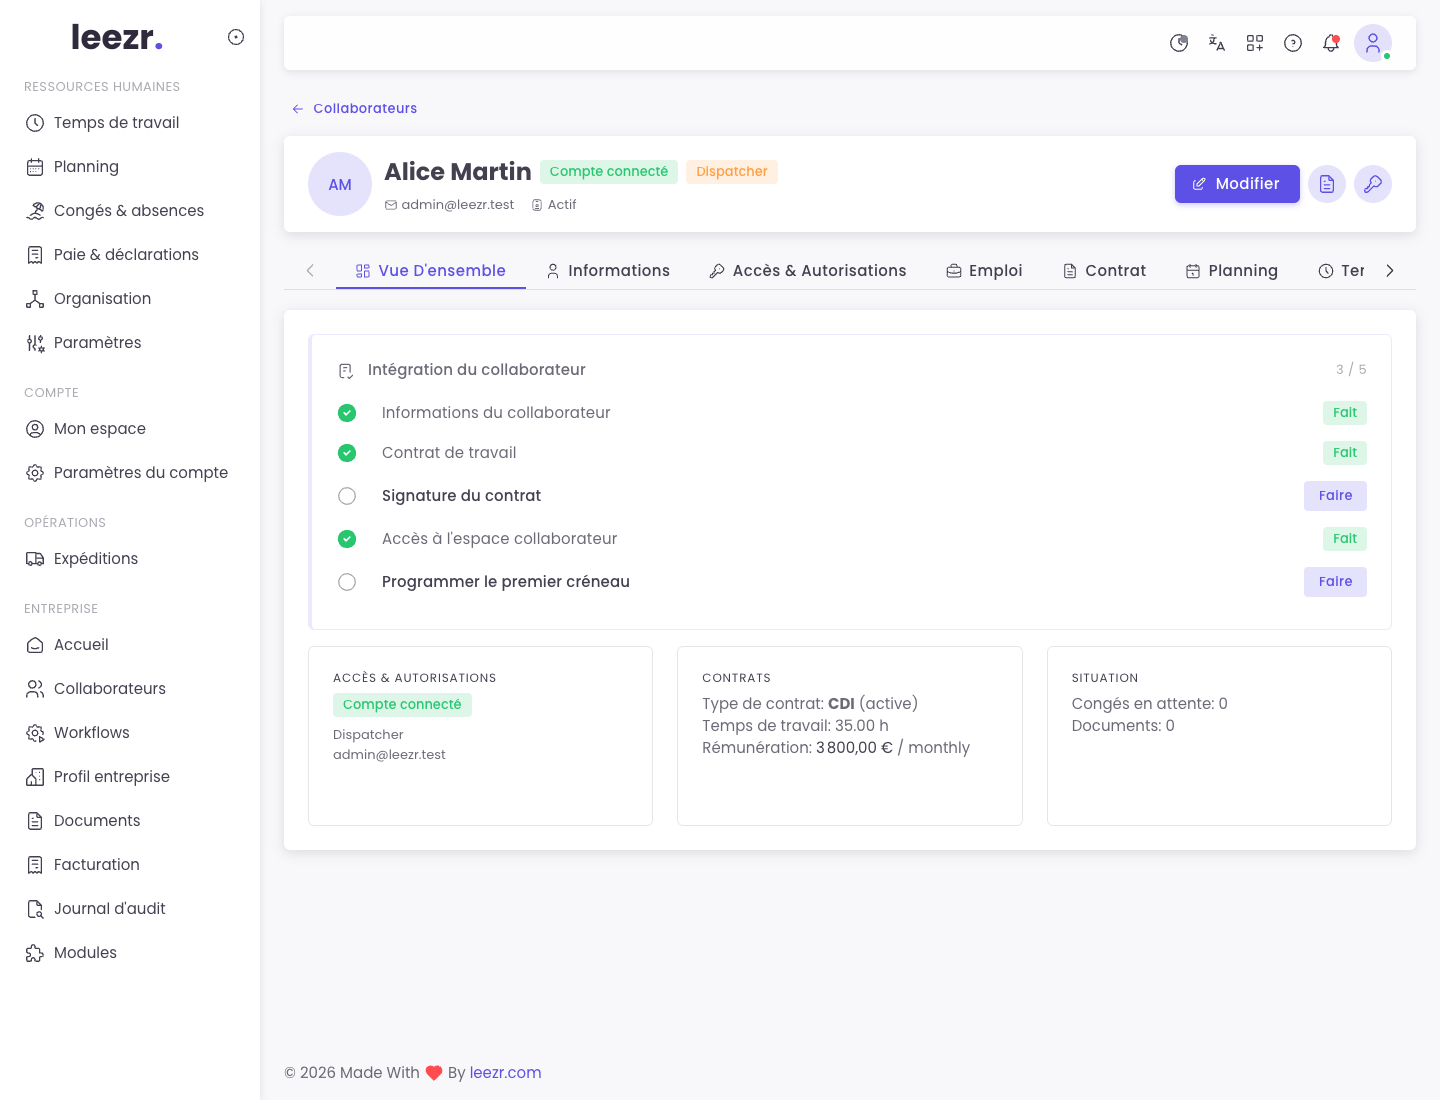 leezr.
RESSOURCES HUMAINES
Temps de travail
Planning
Congés & absences
Paie & déclarations
Organisation
Paramètres
COMPTE
Mon espace
Paramètres du compte
OPÉRATIONS
Expéditions
ENTREPRISE
Accueil
Collaborateurs
Workflows
Profil entreprise
Documents
Facturation
Journal d'audit
Modules
Collaborateurs
AM
Alice Martin Compte connecté Dispatcher
admin@leezr.test Actif
Modifier
Vue D'ensemble Informations Accès & Autorisations Emploi Contrat Planning Ter
Intégration du collaborateur 3 / 5
Informations du collaborateur Fait
Contrat de travail Fait
Signature du contrat Faire
Accès à l'espace collaborateur Fait
Programmer le premier créneau Faire
ACCÈS & AUTORISATIONS
Compte connecté
Dispatcher
admin@leezr.test
CONTRATS
Type de contrat: CDI (active)
Temps de travail: 35.00 h
Rémunération: 3 800,00 € / monthly
SITUATION
Congés en attente: 0
Documents: 0
© 2026 Made With ❤ By leezr.com